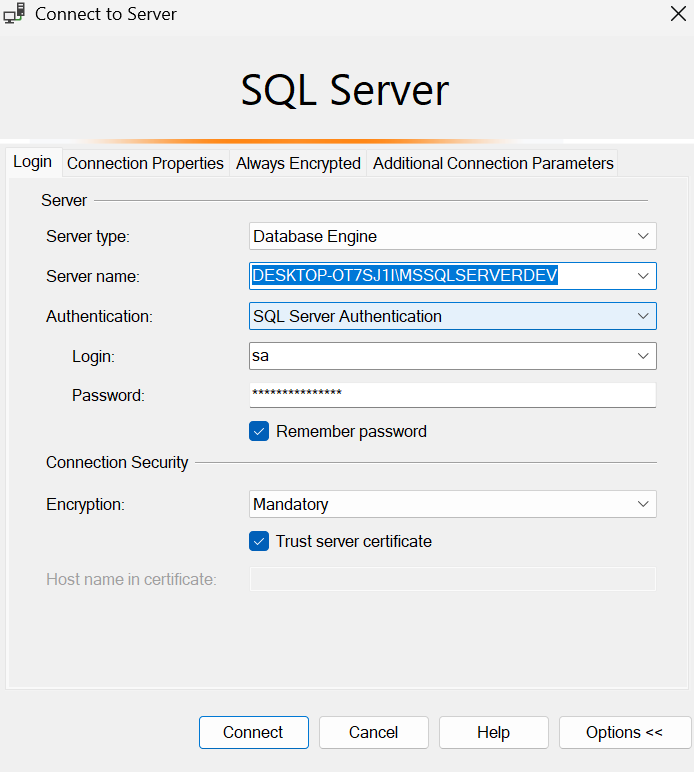 Connect to Server
SQL Server
Login Connection Properties Always Encrypted Additional Connection Parameters
Server
Server type: Database Engine
Server name: DESKTOP-OT7SJ1I\MSSQLSERVERDEV
Authentication: SQL Server Authentication
Login: sa
Password: ***************
Remember password
Connection Security
Encryption: Mandatory
Trust server certificate
Host name in certificate:
Connect Cancel Help Options <<